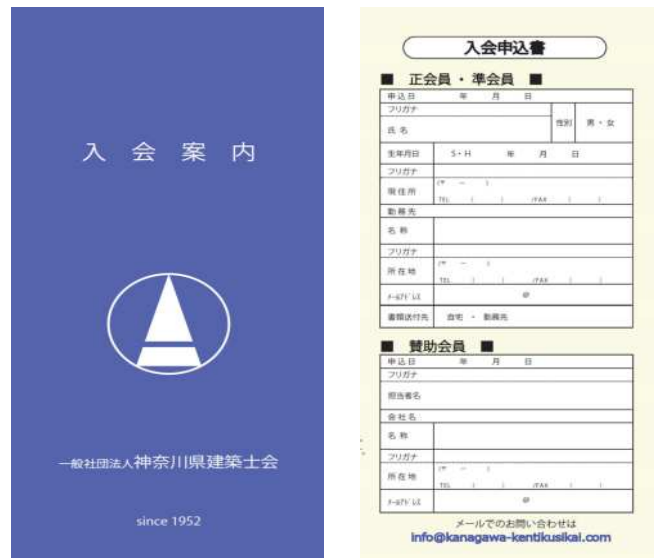 入会案内
一般社団法人神奈川県建築士会
since 1952
入会申込書
■ 正会員・準会員 ■
申込日 年 月 日
フリガナ
氏名 性別 男・女
生年月日 S・H 年 月 日
フリガナ
現住所 (〒 － )
TEL ( ) /FAX ( )
勤務先
名称
フリガナ
所在地 (〒 － )
TEL ( ) /FAX ( )
メールアドレス @
書類送付先 自宅 ・ 勤務先
■ 賛助会員 ■
申込日 年 月 日
フリガナ
担当者名
会社名
名称
フリガナ
所在地 (〒 － )
TEL ( ) /FAX ( )
メールアドレス @
メールでのお問い合わせは
info@kanagawa-kentikusikai.com